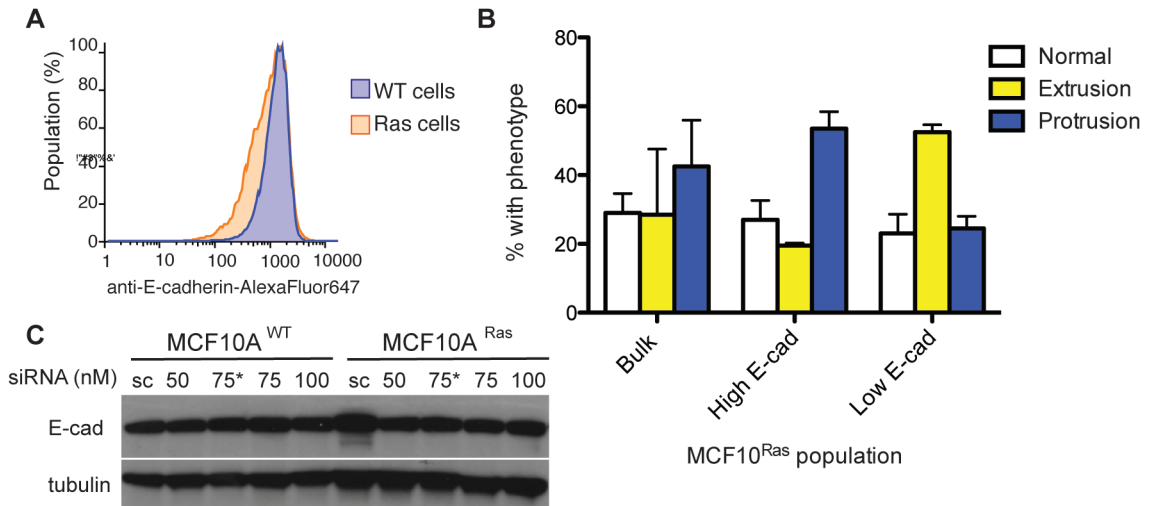 A
Population (%)
100
80
60
40
20
0
!"#$"%&'
1 10 100 1000 10000
anti-E-cadherin-AlexaFluor647
WT cells
Ras cells
B
% with phenotype
80
60
40
20
0
Normal
Extrusion
Protrusion
Bulk
High E-cad
Low E-cad
MCF10Ras population
C
MCF10A WT MCF10A Ras
siRNA (nM) sc 50 75* 75 100 sc 50 75* 75 100
E-cad
tubulin